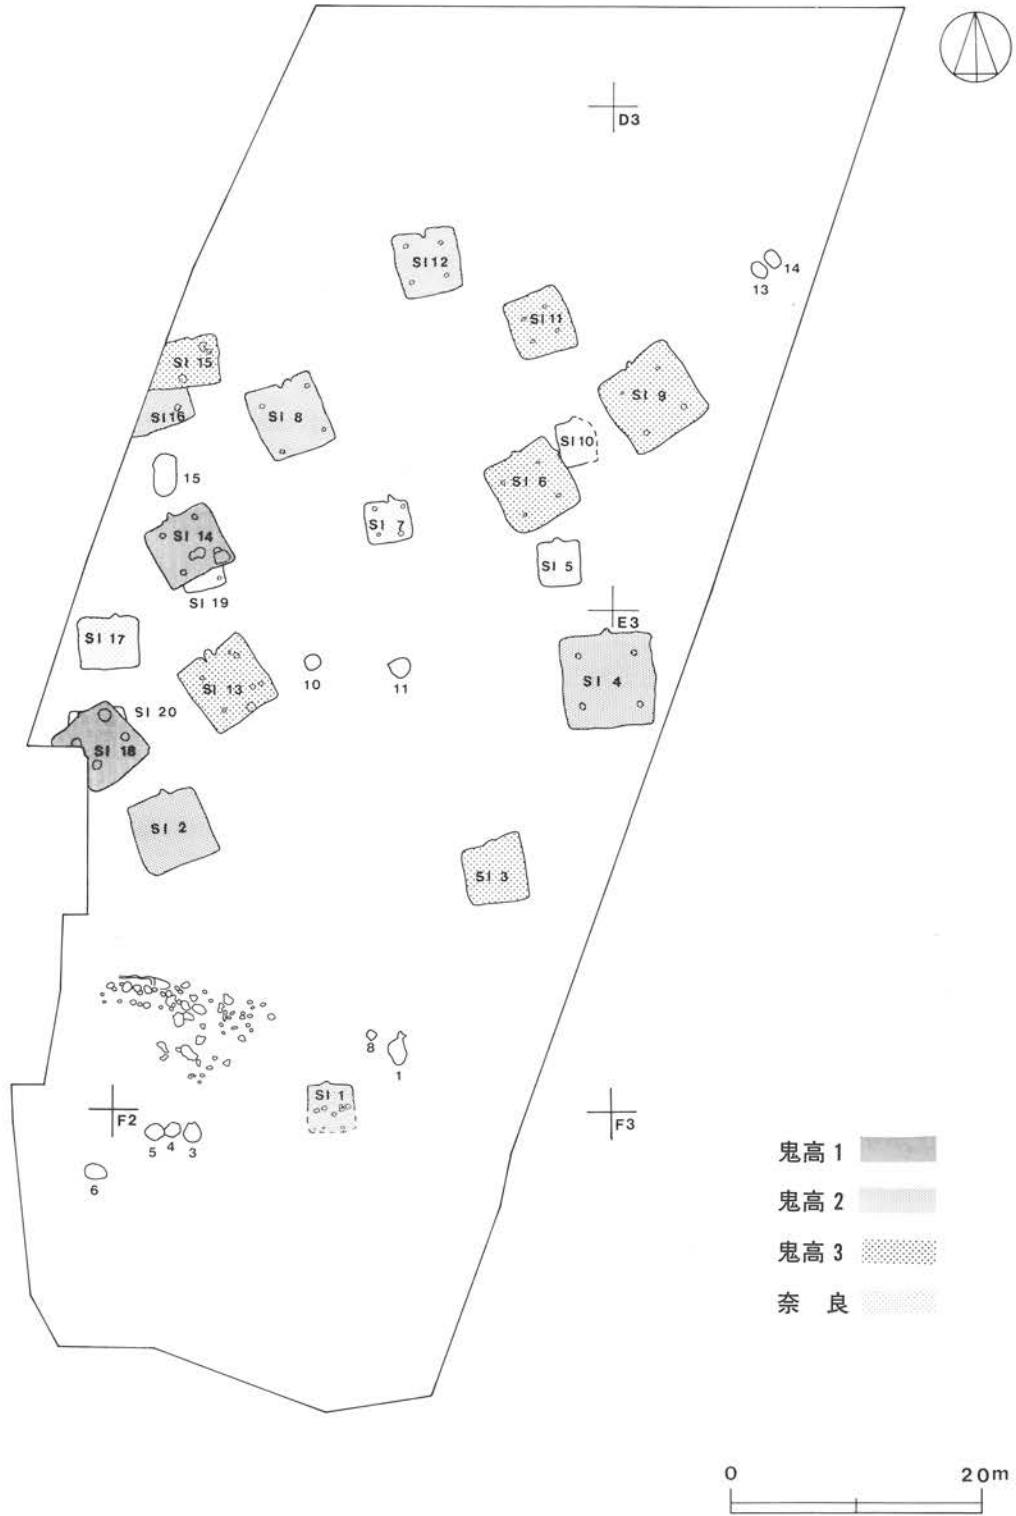 D3
SI 12
14
13
SI 11
SI 15
SI 9
SI 16
SI 8
SI 10
15
SI 6
SI 7
SI 14
SI 5
SI 19
E3
SI 17
10
11
SI 4
SI 13
SI 20
SI 18
SI 2
SI 3
8
1
SI 1
F2
F3
5
4
3
6
鬼高 1
鬼高 2
鬼高 3
奈 良
0 20m